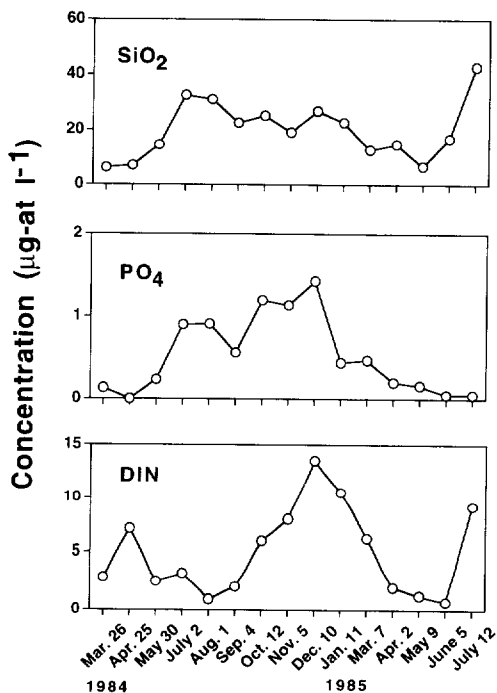 60
40
20
0
SiO2
Concentration (µg-at l-1)
2
1
0
PO4
15
10
5
0
DIN
Mar. 26
Apr. 25
May 30
July 2
Aug. 1
Sep. 4
Oct. 12
Nov. 5
Dec. 10
Jan. 11
Mar. 7
Apr. 2
May 9
June 5
July 12
1984
1985